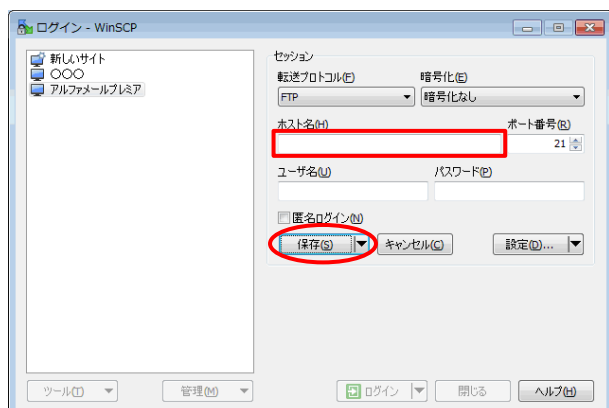 ログイン - WinSCP
新しいサイト
〇〇〇
アルファメールプレミア
セッション
転送プロトコル(F)
暗号化(E)
FTP
暗号化なし
ホスト名(H)
ポート番号(R)
21
ユーザ名(U)
パスワード(P)
匿名ログイン(N)
保存(S)
キャンセル(C)
設定(D)...
ツール(T)
管理(M)
ログイン
閉じる
ヘルプ(H)